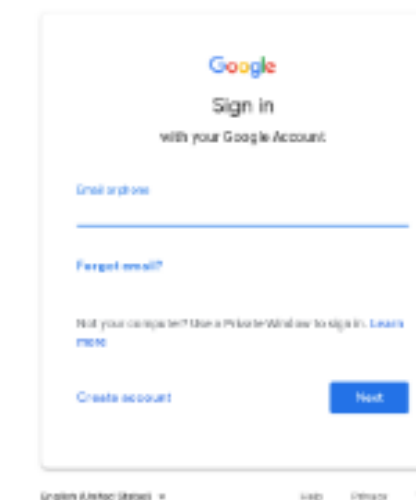 Google
Sign in
with your Google Account
Email or phone
Forgot email?
Not your computer? Use a Private Window to sign in. Learn
more
Create account
Next
English (United States)
Help Privacy